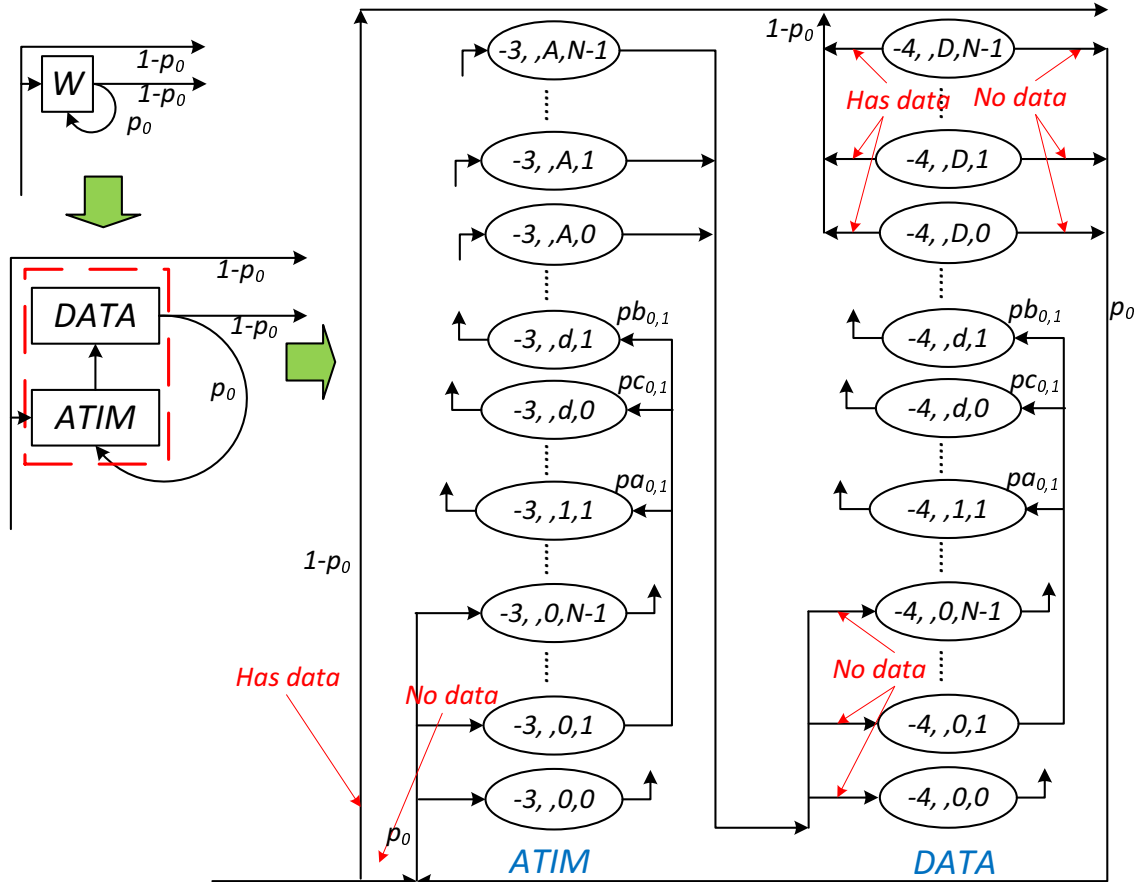 1-p0
W
1-p0
p0
1-p0
DATA
1-p0
p0
ATIM
1-p0
Has data
No data
p0
-3, ,A,N-1
-3, ,A,1
-3, ,A,0
-3, ,d,1
pb0,1
-3, ,d,0
pc0,1
-3, ,1,1
pa0,1
-3, ,0,N-1
-3, ,0,1
-3, ,0,0
ATIM
1-p0
-4, ,D,N-1
Has data
No data
-4, ,D,1
-4, ,D,0
p0
-4, ,d,1
pb0,1
-4, ,d,0
pc0,1
-4, ,1,1
pa0,1
-4, ,0,N-1
No data
-4, ,0,1
-4, ,0,0
DATA